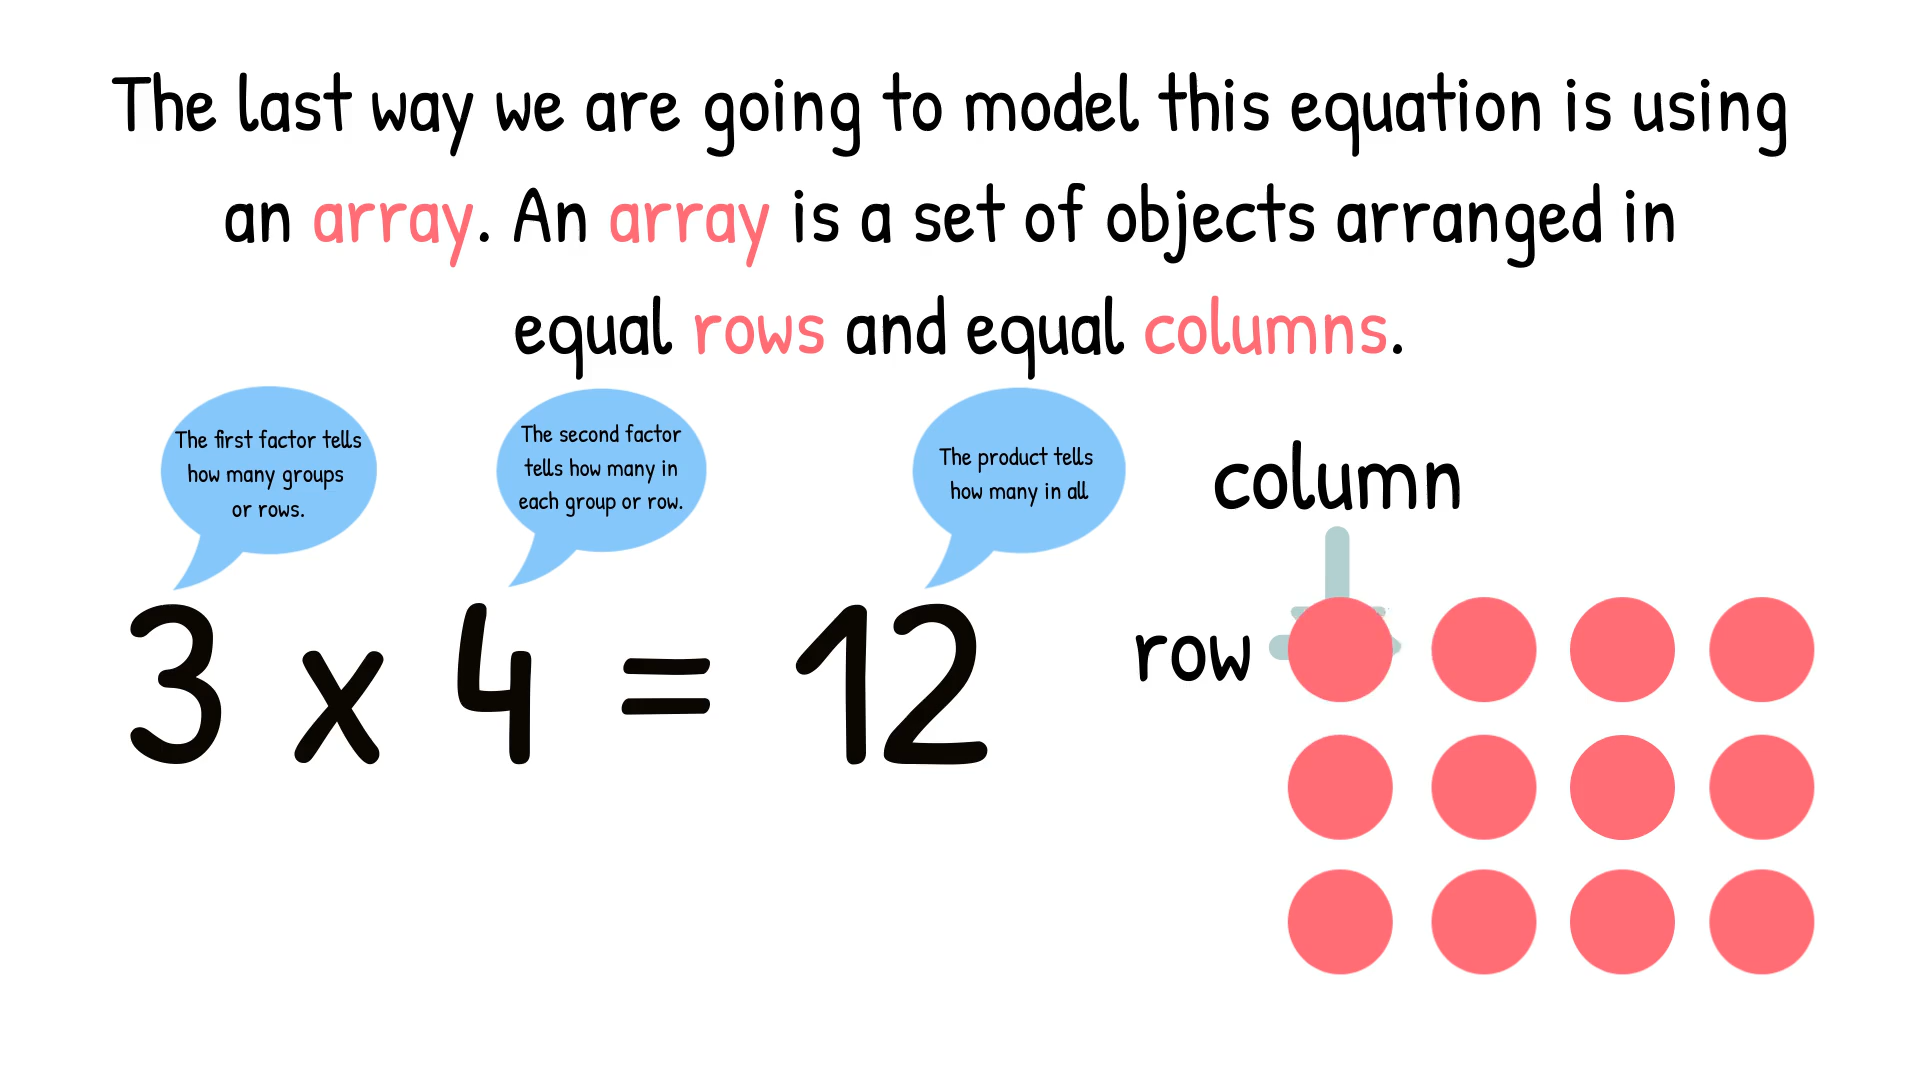 The last way we are going to model this equation is using
an array. An array is a set of objects arranged in
equal rows and equal columns.
The first factor tells
how many groups
or rows.
The second factor
tells how many in
each group or row.
The product tells
how many in all
column
row
3 x 4 = 12